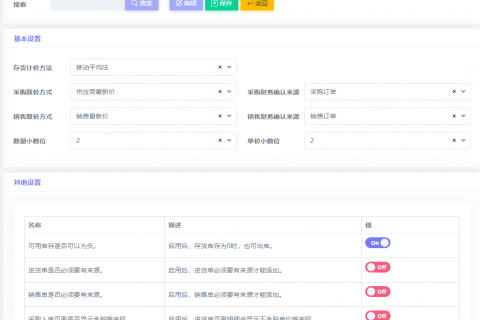 搜索 搜索 编辑 保存 返回
基本设置
存货计价方法 移动平均法
采购取价方式 供应商最新价 采购财务确认来源 采购订单
销售取价方式 销售最新价 销售财务确认来源 销售订单
数量小数位 2 单价小数位 2
其他设置
名称 描述 值
可用库存是否可以为负。 启用后，存货库存为0时，也可出库。 On
进货单是否必须要有来源。 启用后，进货单必须要有来源才能添加。 Off
销售单是否必须要有来源。 启用后，销售单必须要有来源才能添加。 Off
Off